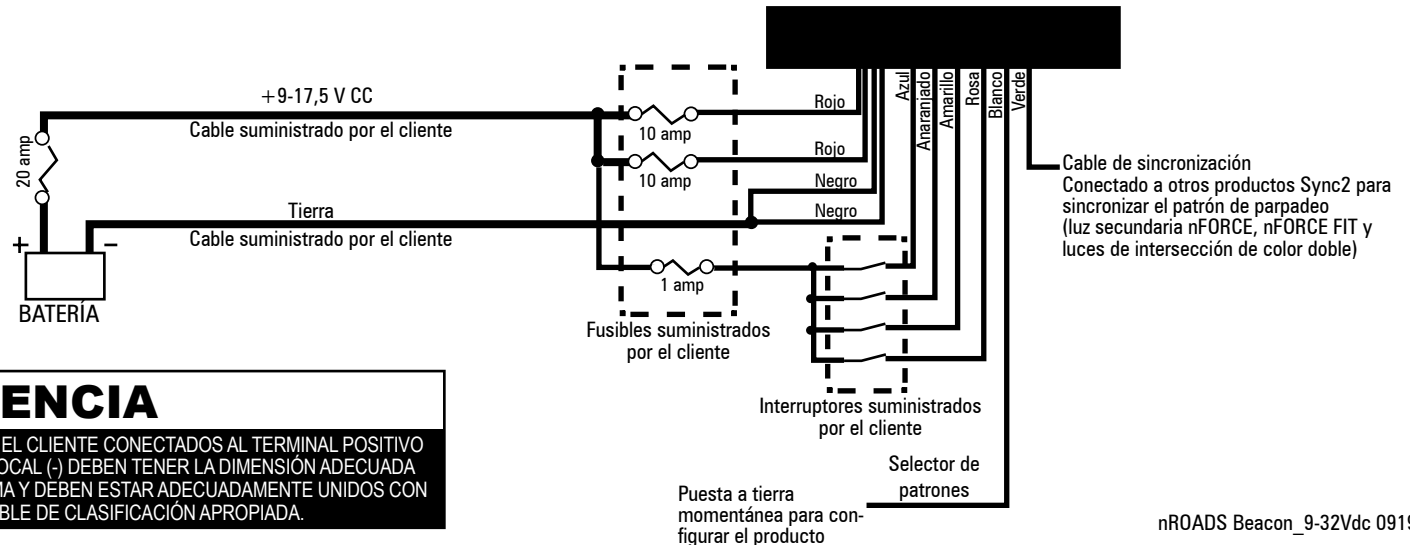 +9-17,5 V CC
Cable suministrado por el cliente
20 amp
Tierra
Cable suministrado por el cliente
+
−
BATERÍA
10 amp
10 amp
1 amp
Fusibles suministrados
por el cliente
Rojo
Rojo
Negro
Negro
Azul
Anaranjado
Amarillo
Rosa
Blanco
Verde
Cable de sincronización
Conectado a otros productos Sync2 para
sincronizar el patrón de parpadeo
(luz secundaria nFORCE, nFORCE FIT y
luces de intersección de color doble)
Interruptores suministrados
por el cliente
Selector de
patrones
Puesta a tierra
momentánea para con-
figurar el producto
ENCIA
EL CLIENTE CONECTADOS AL TERMINAL POSITIVO
OCAL (-) DEBEN TENER LA DIMENSIÓN ADECUADA
MA Y DEBEN ESTAR ADECUADAMENTE UNIDOS CON
BLE DE CLASIFICACIÓN APROPIADA.
nROADS Beacon_9-32Vdc 0919